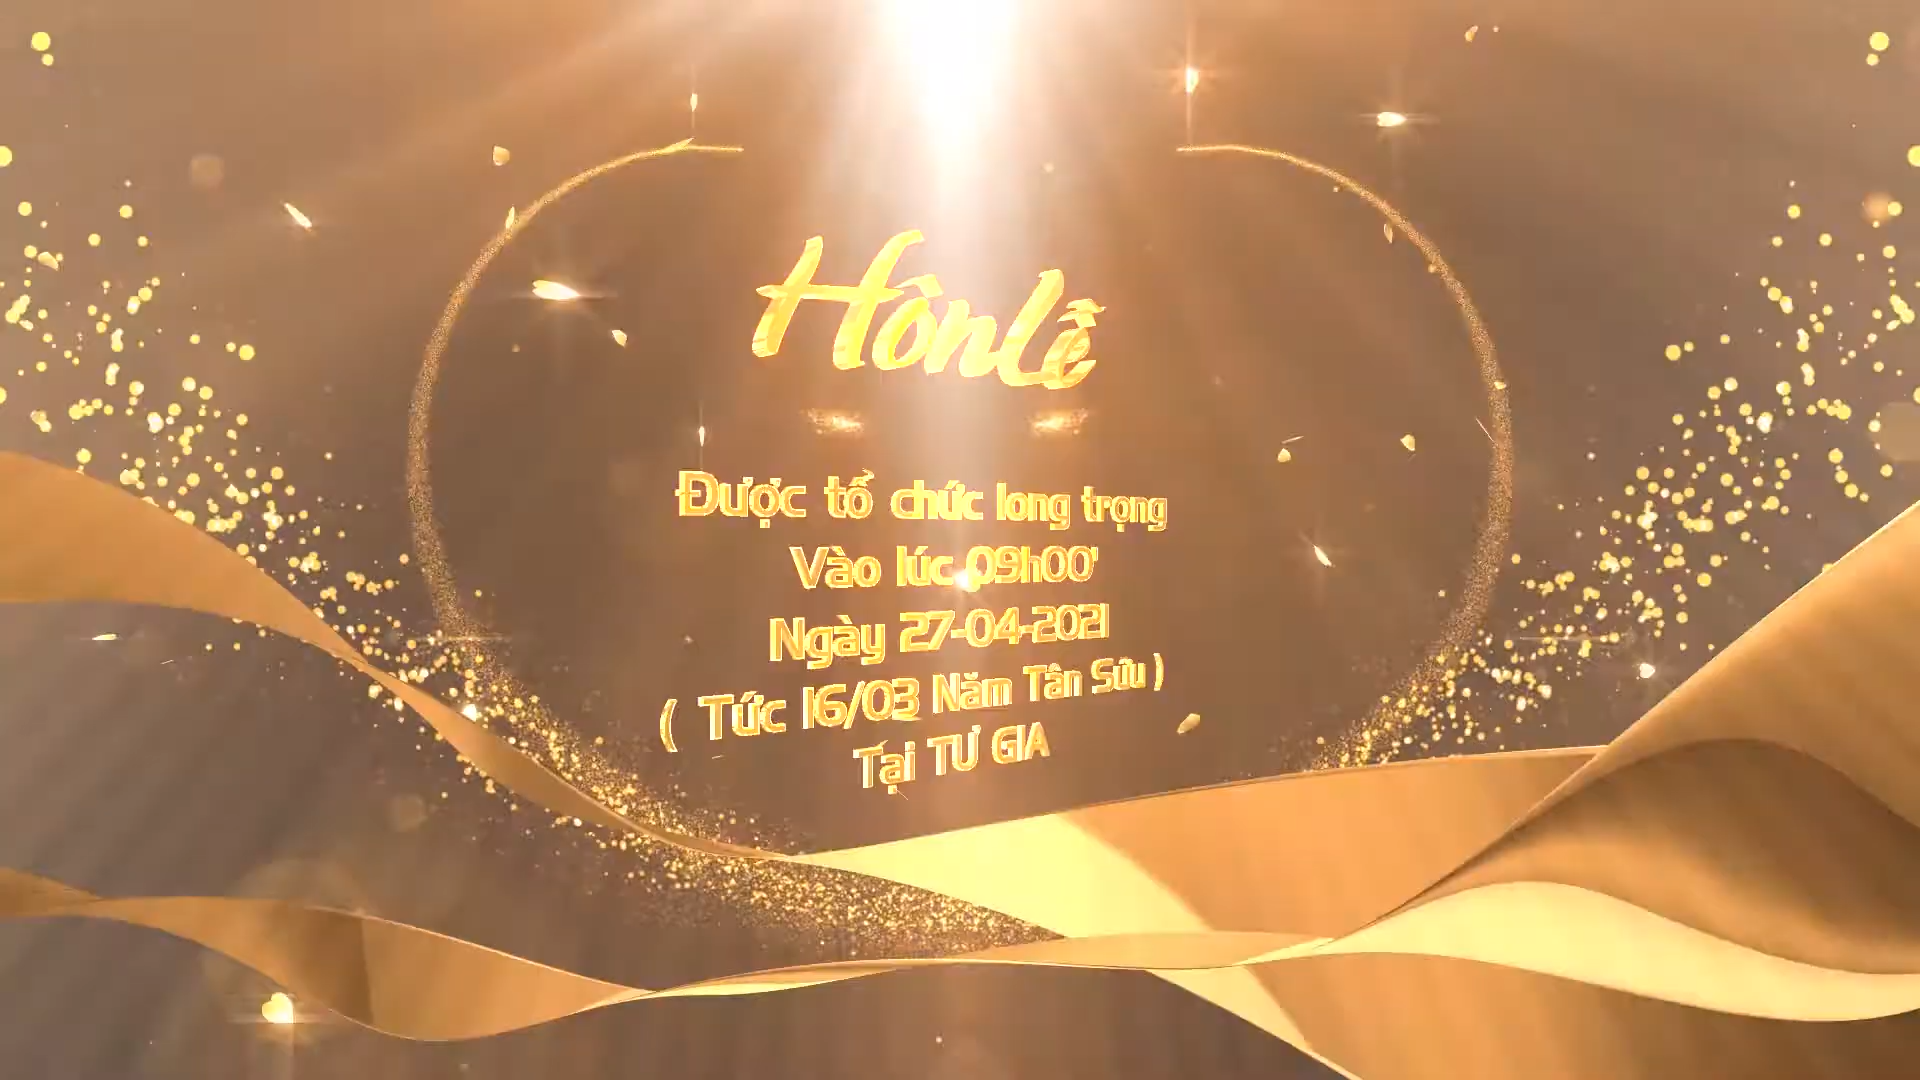 Hôn lễ
Được tổ chức long trọng
Vào lúc 09h00'
Ngày 27-04-2021
( Tức 16/03 Năm Tân Sửu )
Tại TƯ GIA